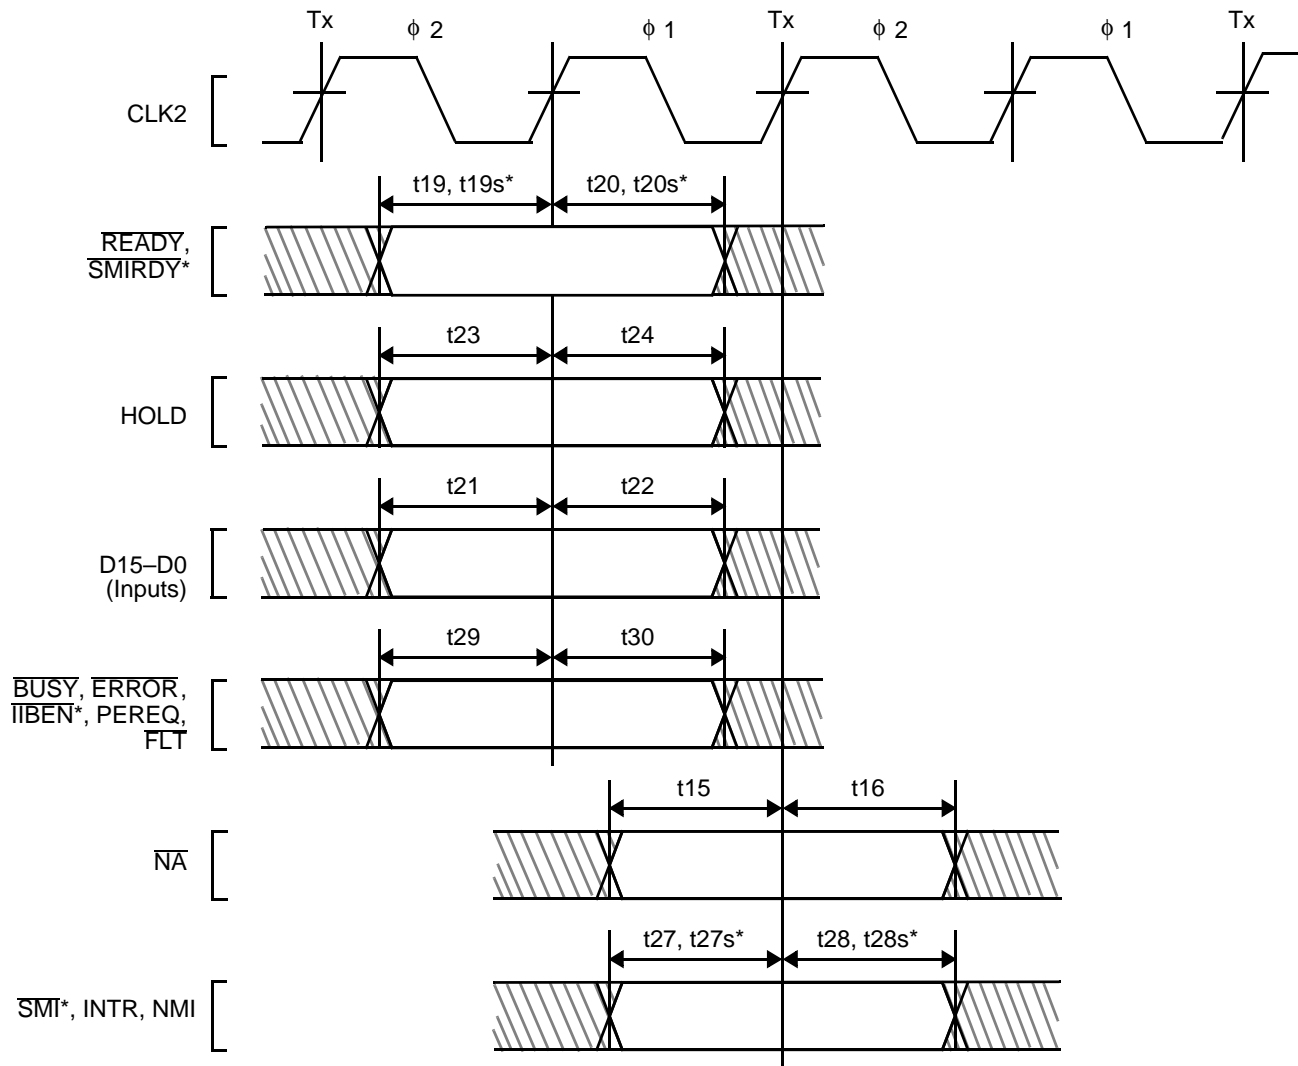 Tx ϕ 2 ϕ 1 Tx ϕ 2 ϕ 1 Tx
CLK2
t19, t19s* t20, t20s*
READY,
SMIRDY*
t23 t24
HOLD
t21 t22
D15–D0
(Inputs)
t29 t30
BUSY, ERROR,
IIBEN*, PEREQ,
FLT
t15 t16
NA
t27, t27s* t28, t28s*
SMI*, INTR, NMI